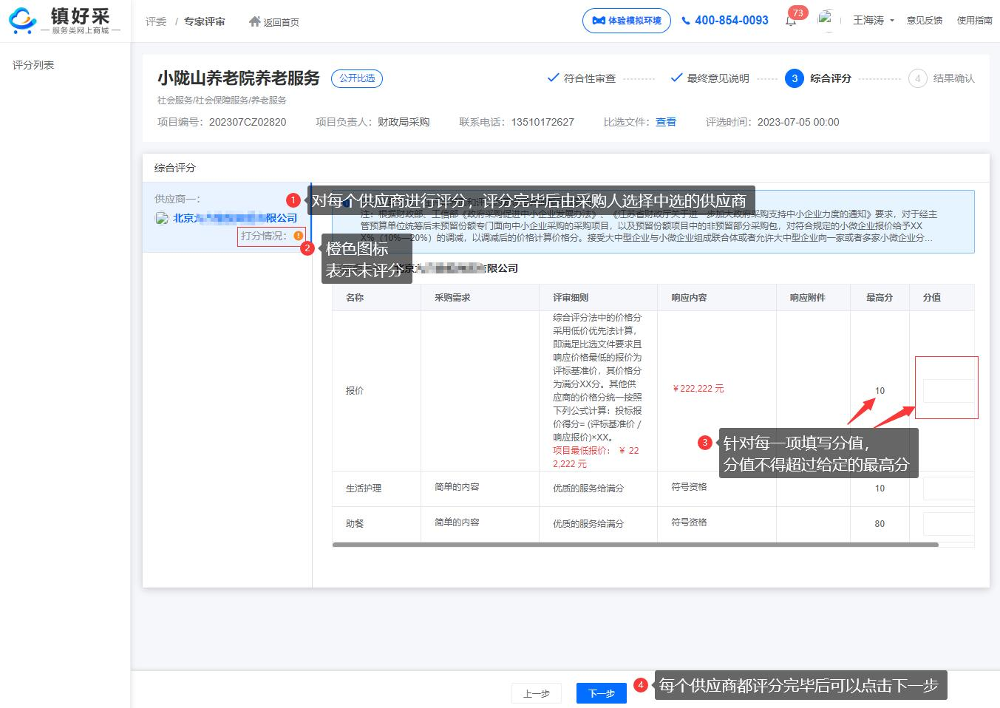 镇好采
服务类网上商城
评委 / 专家评审
返回首页
体验模拟环境
400-854-0093
73
王海涛
意见反馈
使用指南
评分列表
小陇山养老院养老服务
公开比选
符合性审查
最终意见说明
3 综合评分
4 结果确认
社会服务/社会保障服务/养老服务
项目编号：202307CZ02820
项目负责人：财政局采购
联系电话：13510172627
比选文件：查看
评选时间：2023-07-05 00:00
综合评分
供应商一：
北京
限公司
打分情况：
1 对每个供应商进行评分，评分完毕后由采购人选择中选的供应商
注：根据财政部、工信部《政府采购促进中小企业发展办法》、《江苏省财政厅关于进一步加大政府采购支持中小企业力度的通知》要求，对于经主
管预算单位统筹后未预留份额专门面向中小企业采购的采购项目，以及预留份额项目中的非预留部分采购包，对符合规定的小微企业报价给予XX
X%（10%—20%）的调减，以调减后的价格计算价格分。接受大中型企业与小微企业组成联合体或者允许大中型企业向一家或者多家小微企业分…
2 橙色图标
表示未评分
北京
限公司
名称 采购需求 评审细则 响应内容 响应附件 最高分 分值
报价
综合评分法中的价格分
采用低价优先法计算，
即满足比选文件要求且
响应价格最低的报价为
评标基准价，其价格分
为满分XX分。其他供
应商的价格分统一按照
下列公式计算：投标报
价得分= (评标基准价 /
响应报价)×XX。
项目最低报价： ￥ 22
2,222 元
￥222,222 元
10
3 针对每一项填写分值，
分值不得超过给定的最高分
生活护理 简单的内容 优质的服务给满分 符号资格 10
助餐 简单的内容 优质的服务给满分 符号资格 80
上一步
下一步
4 每个供应商都评分完毕后可以点击下一步